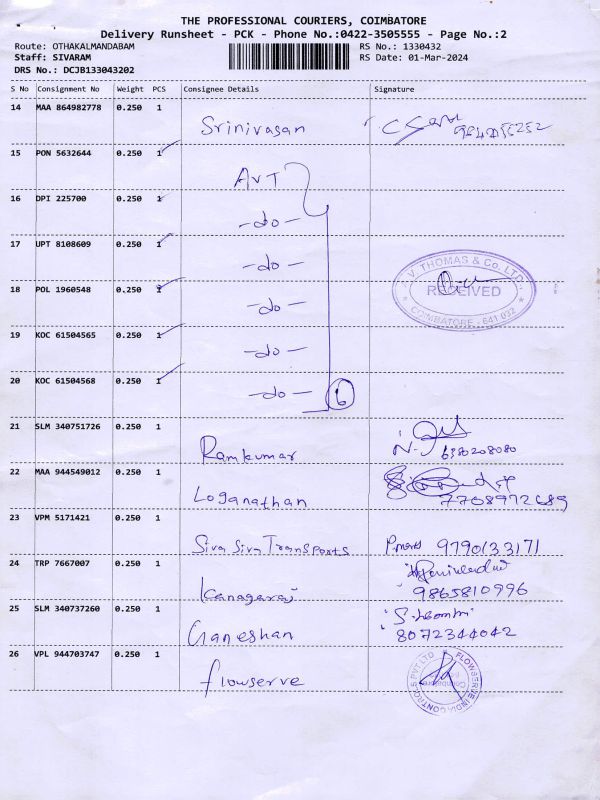 THE PROFESSIONAL COURIERS, COIMBATORE
Delivery Runsheet - PCK - Phone No.:0422-3505555 - Page No.:2
Route: OTHAKALMANDABAM RS No.: 1330432
Staff: SIVARAM RS Date: 01-Mar-2024
DRS No.: DCJB133043202
S No Consignment No Weight PCS Consignee Details Signature
14 MAA 864982778 0.250 1
Srinivasan
15 PON 5632644 0.250 1
AVT
16 DPI 225700 0.250 1
-do-
17 UPT 8108609 0.250 1
-do-
V. THOMAS & Co. LTD.
RECEIVED
COIMBATORE - 641 032
18 POL 1960548 0.250 1
-do-
19 KOC 61504565 0.250 1
-do-
20 KOC 61504568 0.250 1
-do- 6
21 SLM 340751726 0.250 1
Ramkumar 6380208080
22 MAA 944549012 0.250 1
Loganathan 7708972689
23 VPM 5171421 0.250 1
Siva Siva Transports 9790133171
24 TRP 7667007 0.250 1
Kanagaraj 9865810996
25 SLM 340737260 0.250 1
Ganeshan 8072344042
26 VPL 944703747 0.250 1
flowserve
FLOWSERVE INDIA CONTROLS PVT LTD